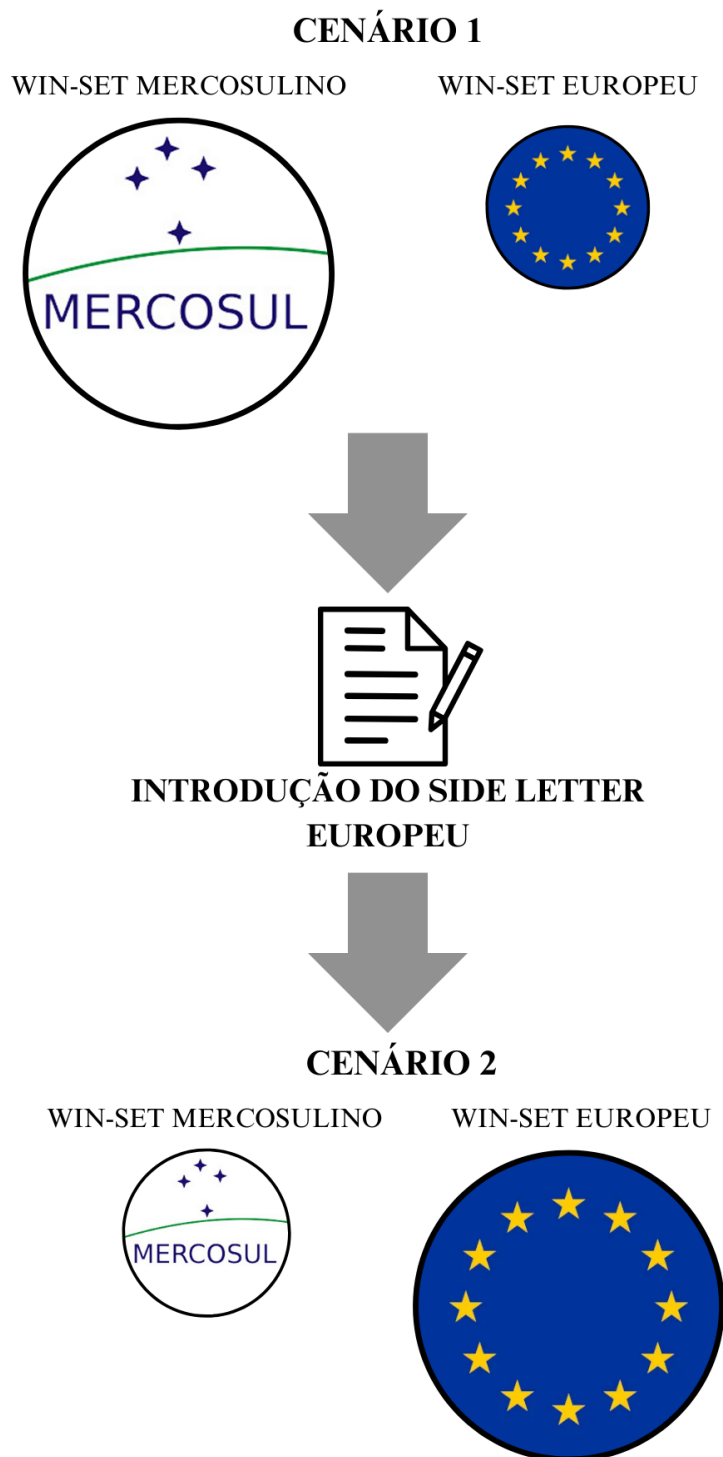 CENÁRIO 1
WIN-SET MERCOSULINO
WIN-SET EUROPEU
MERCOSUL
INTRODUÇÃO DO SIDE LETTER
EUROPEU
CENÁRIO 2
WIN-SET MERCOSULINO
WIN-SET EUROPEU
MERCOSUL